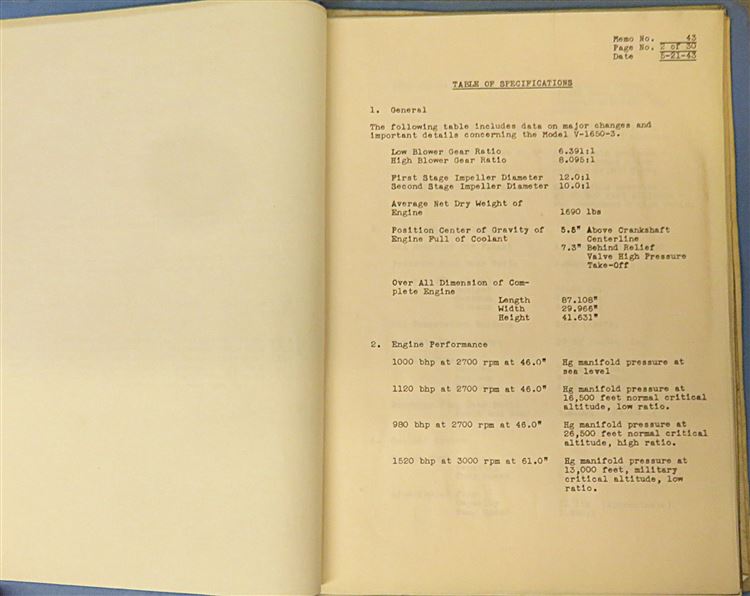 Memo No. 43
Page No. 2 of 30
Date 5-21-43
TABLE OF SPECIFICATIONS
1. General
The following table includes data on major changes and
important details concerning the Model V-1650-3.
Low Blower Gear Ratio 6.391:1
High Blower Gear Ratio 8.095:1
First Stage Impeller Diameter 12.0:1
Second Stage Impeller Diameter 10.0:1
Average Net Dry Weight of
Engine 1690 lbs
Position Center of Gravity of 5.5" Above Crankshaft
Engine Full of Coolant Centerline
7.3" Behind Relief
Valve High Pressure
Take-Off
Over All Dimension of Com-
plete Engine
Length 87.108"
Width 29.966"
Height 41.631"
2. Engine Performance
1000 bhp at 2700 rpm at 46.0" Hg manifold pressure at
sea level
1120 bhp at 2700 rpm at 46.0" Hg manifold pressure at
16,500 feet normal critical
altitude, low ratio.
980 bhp at 2700 rpm at 46.0" Hg manifold pressure at
26,500 feet normal critical
altitude, high ratio.
1520 bhp at 3000 rpm at 61.0" Hg manifold pressure at
13,000 feet, military
critical altitude, low
ratio.